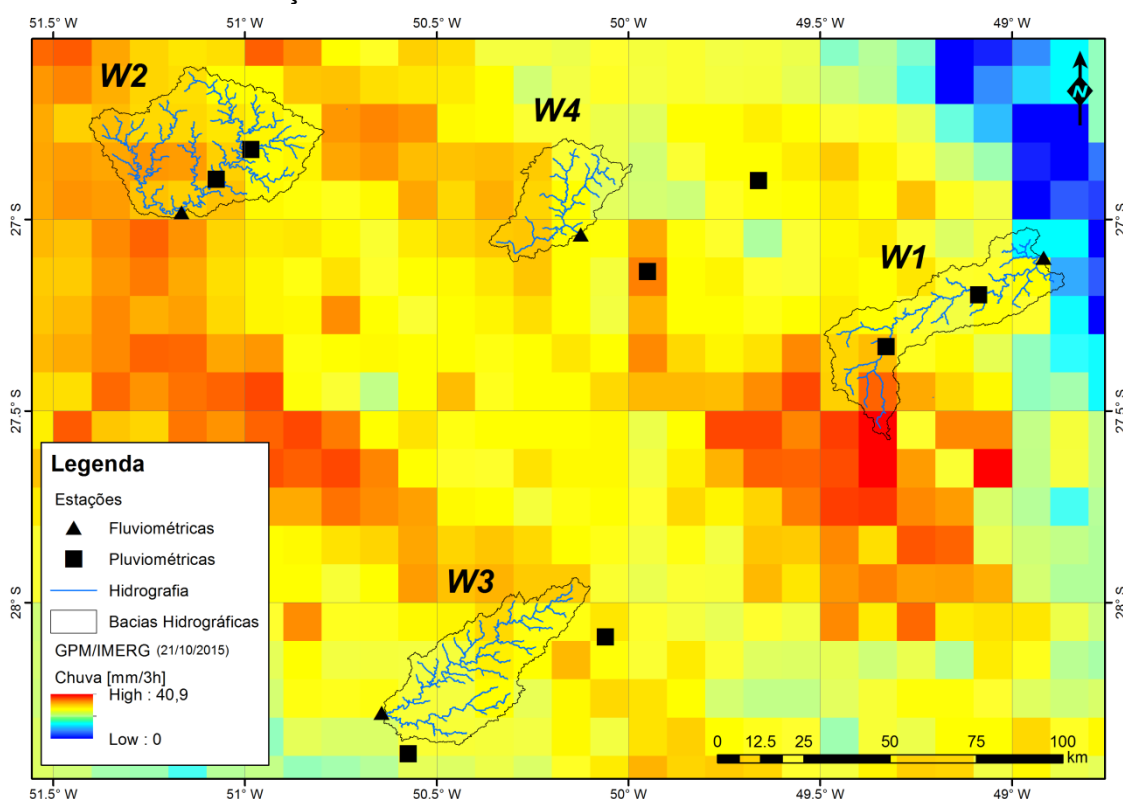 51.5° W 51° W 50.5° W 50° W 49.5° W 49° W
W2
W4
N
27° S 27° S
W1
27.5° S 27.5° S
Legenda
Estações
Fluviométricas
Pluviométricas
Hidrografia
Bacias Hidrográficas
GPM/IMERG (21/10/2015)
Chuva [mm/3h]
High : 40,9
Low : 0
W3
28° S 28° S
0 12.5 25 50 75 100
km
51.5° W 51° W 50.5° W 50° W 49.5° W 49° W